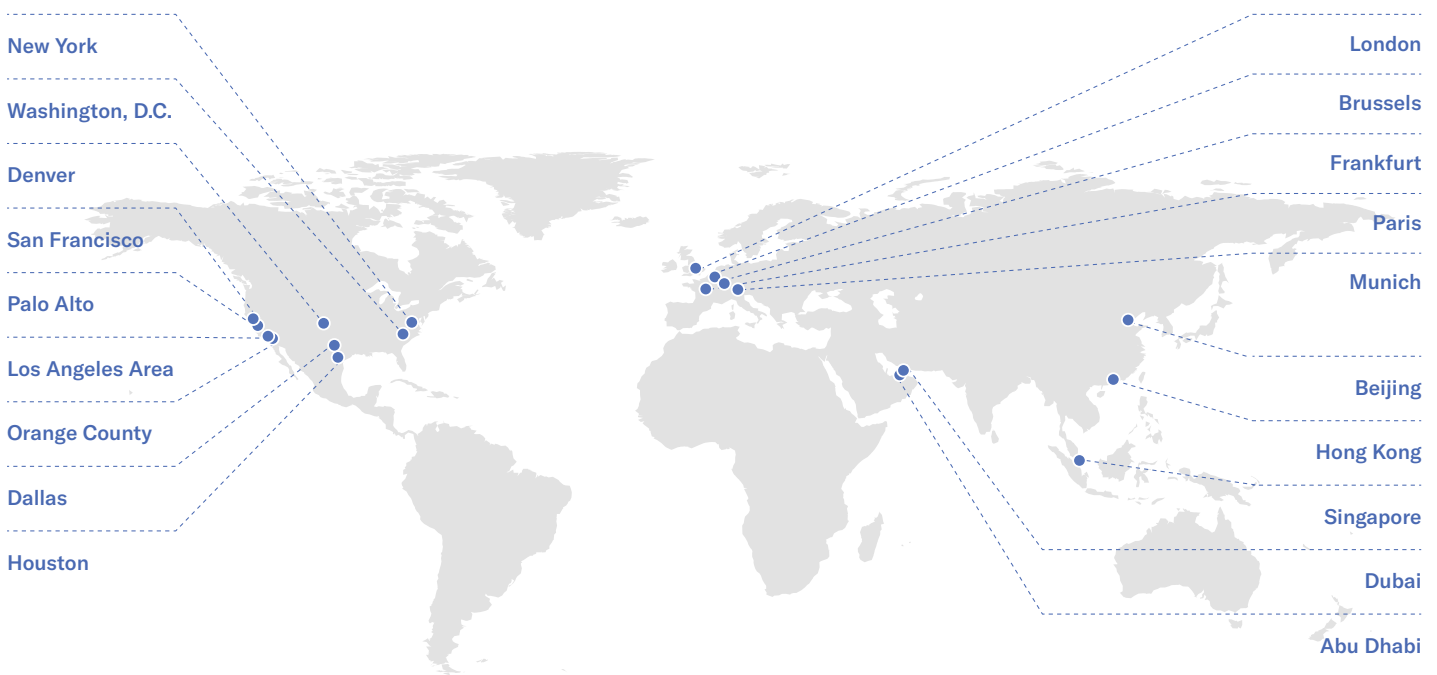 New York
Washington, D.C.
Denver
San Francisco
Palo Alto
Los Angeles Area
Orange County
Dallas
Houston
London
Brussels
Frankfurt
Paris
Munich
Beijing
Hong Kong
Singapore
Dubai
Abu Dhabi